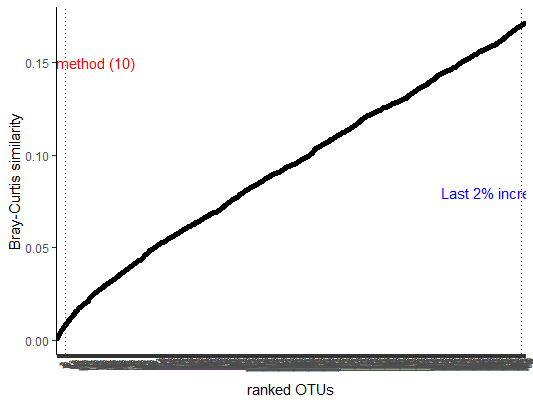 0.15
method (10)
0.10
Last 2% incre
0.05
0.00
Bray-Curtis similarity
ranked OTUs